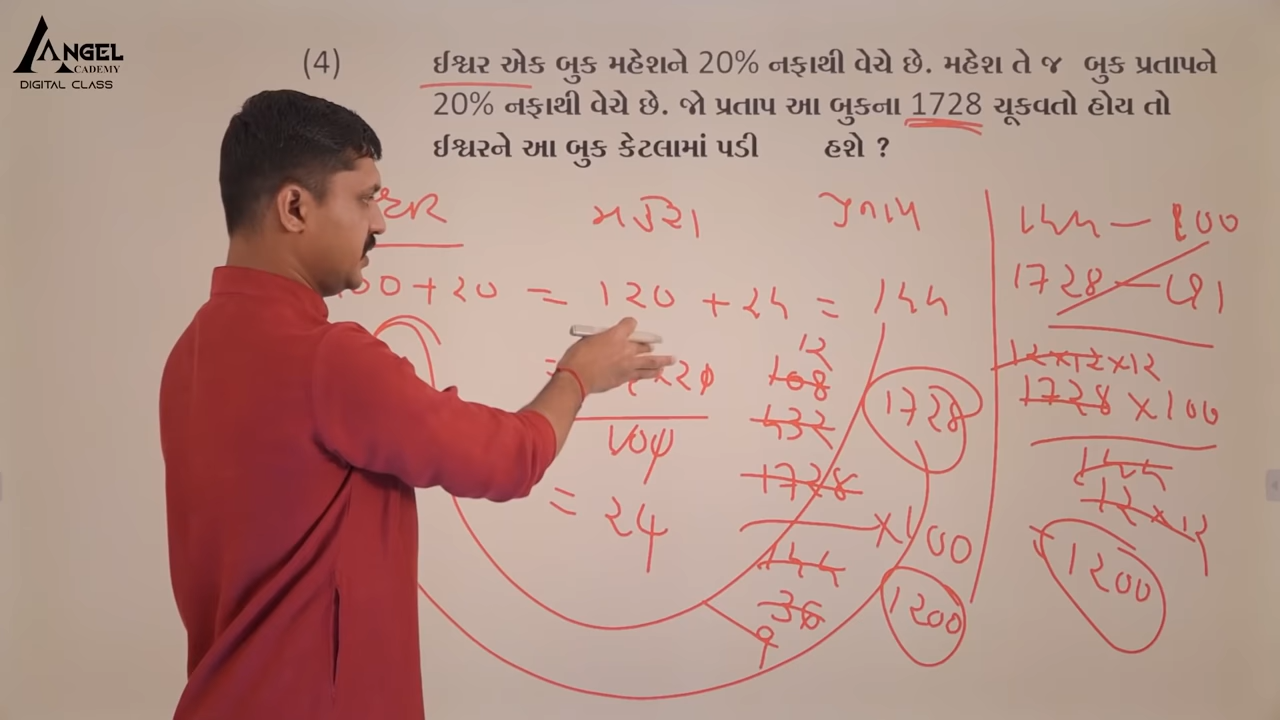 ANGEL
ACADEMY
DIGITAL CLASS
(4) ઈશ્વર એક બુક મહેશને 20% નફાથી વેચે છે. મહેશ તે જ બુક પ્રતાપને
20% નફાથી વેચે છે. જો પ્રતાપ આ બુકના 1728 ચૂકવતો હોય તો
ઈશ્વરને આ બુક કેટલામાં પડી હશે ?
00 + 20 = 120 + 24 = 144
12
108
432
1728
× 100
144
36
9
= 24
1728
1200
144 — 100
1728 — (?)
12×12×12
1728 × 100
144
12×12
1200